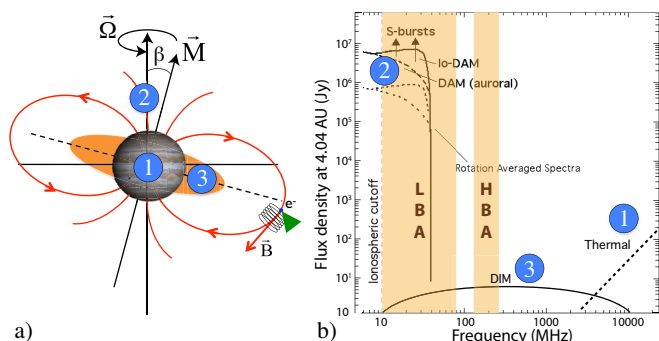 Ω⃗
β
M⃗
2
1
3
e-
B⃗
a)
Flux density at 4.04 AU (Jy)
10⁷
10⁶
10⁵
10⁴
10³
10²
10¹
10
S-bursts
Io-DAM
DAM (auroral)
2
Rotation Averaged Spectra
Ionospheric cutoff
LBA
HBA
1
Thermal
3
DIM
10 100 1000 10000
Frequency (MHz)
b)